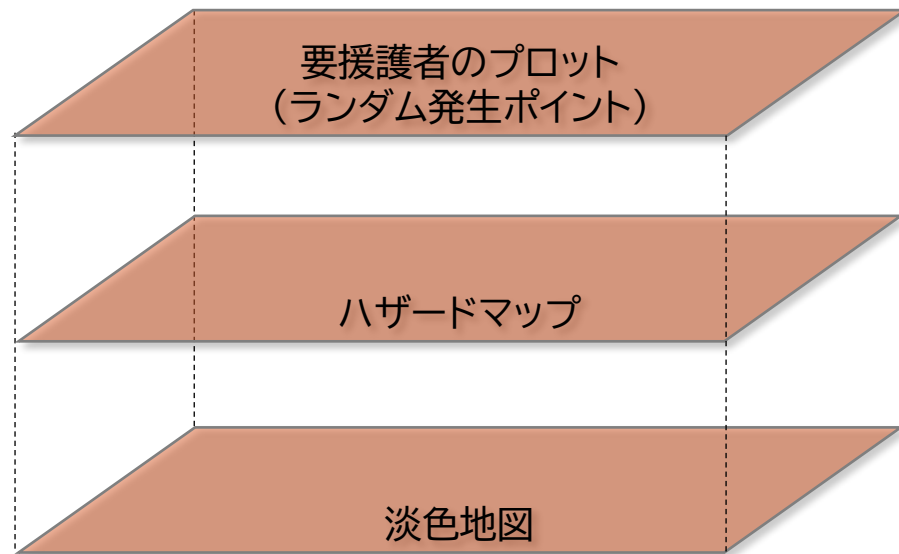 要援護者のプロット
（ランダム発生ポイント）
ハザードマップ
淡色地図